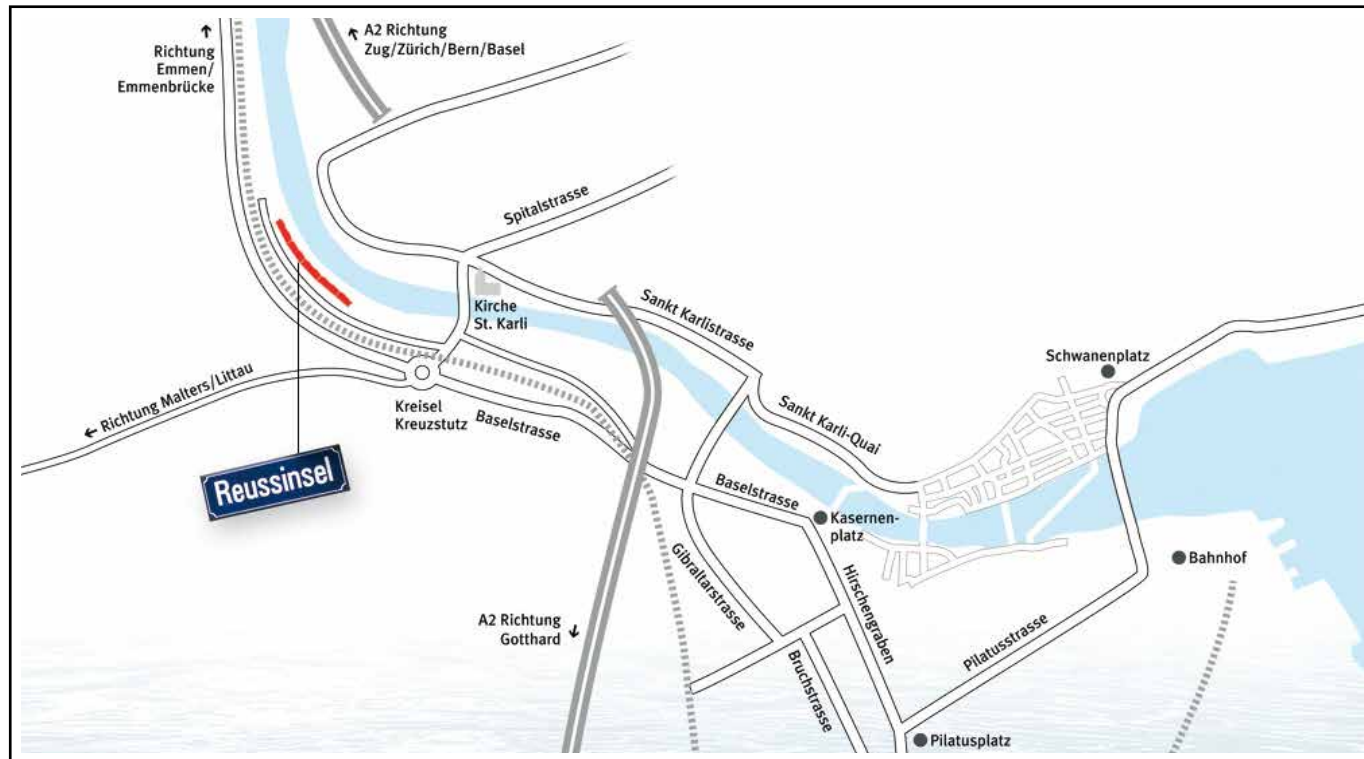 A2 Richtung
Zug/Zürich/Bern/Basel
Richtung
Emmen/
Emmenbrücke
Spitalstrasse
Kirche
St. Karli
Sankt Karlistrasse
Schwanenplatz
Richtung Malters/Littau
Kreisel
Kreuzstutz
Baselstrasse
Sankt Karli-Quai
Reussinsel
Baselstrasse
Kasernen-
platz
Bahnhof
Gibraltarstrasse
Hirschengraben
A2 Richtung
Gotthard
Bruchstrasse
Pilatusstrasse
Pilatusplatz